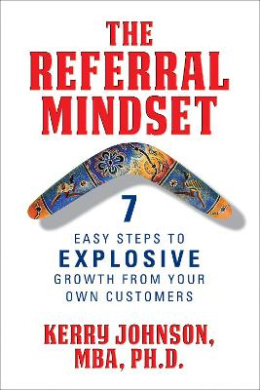 THE
REFERRAL
MINDSET
7
EASY STEPS TO
EXPLOSIVE
GROWTH FROM YOUR
OWN CUSTOMERS
KERRY JOHNSON,
MBA, PH.D.